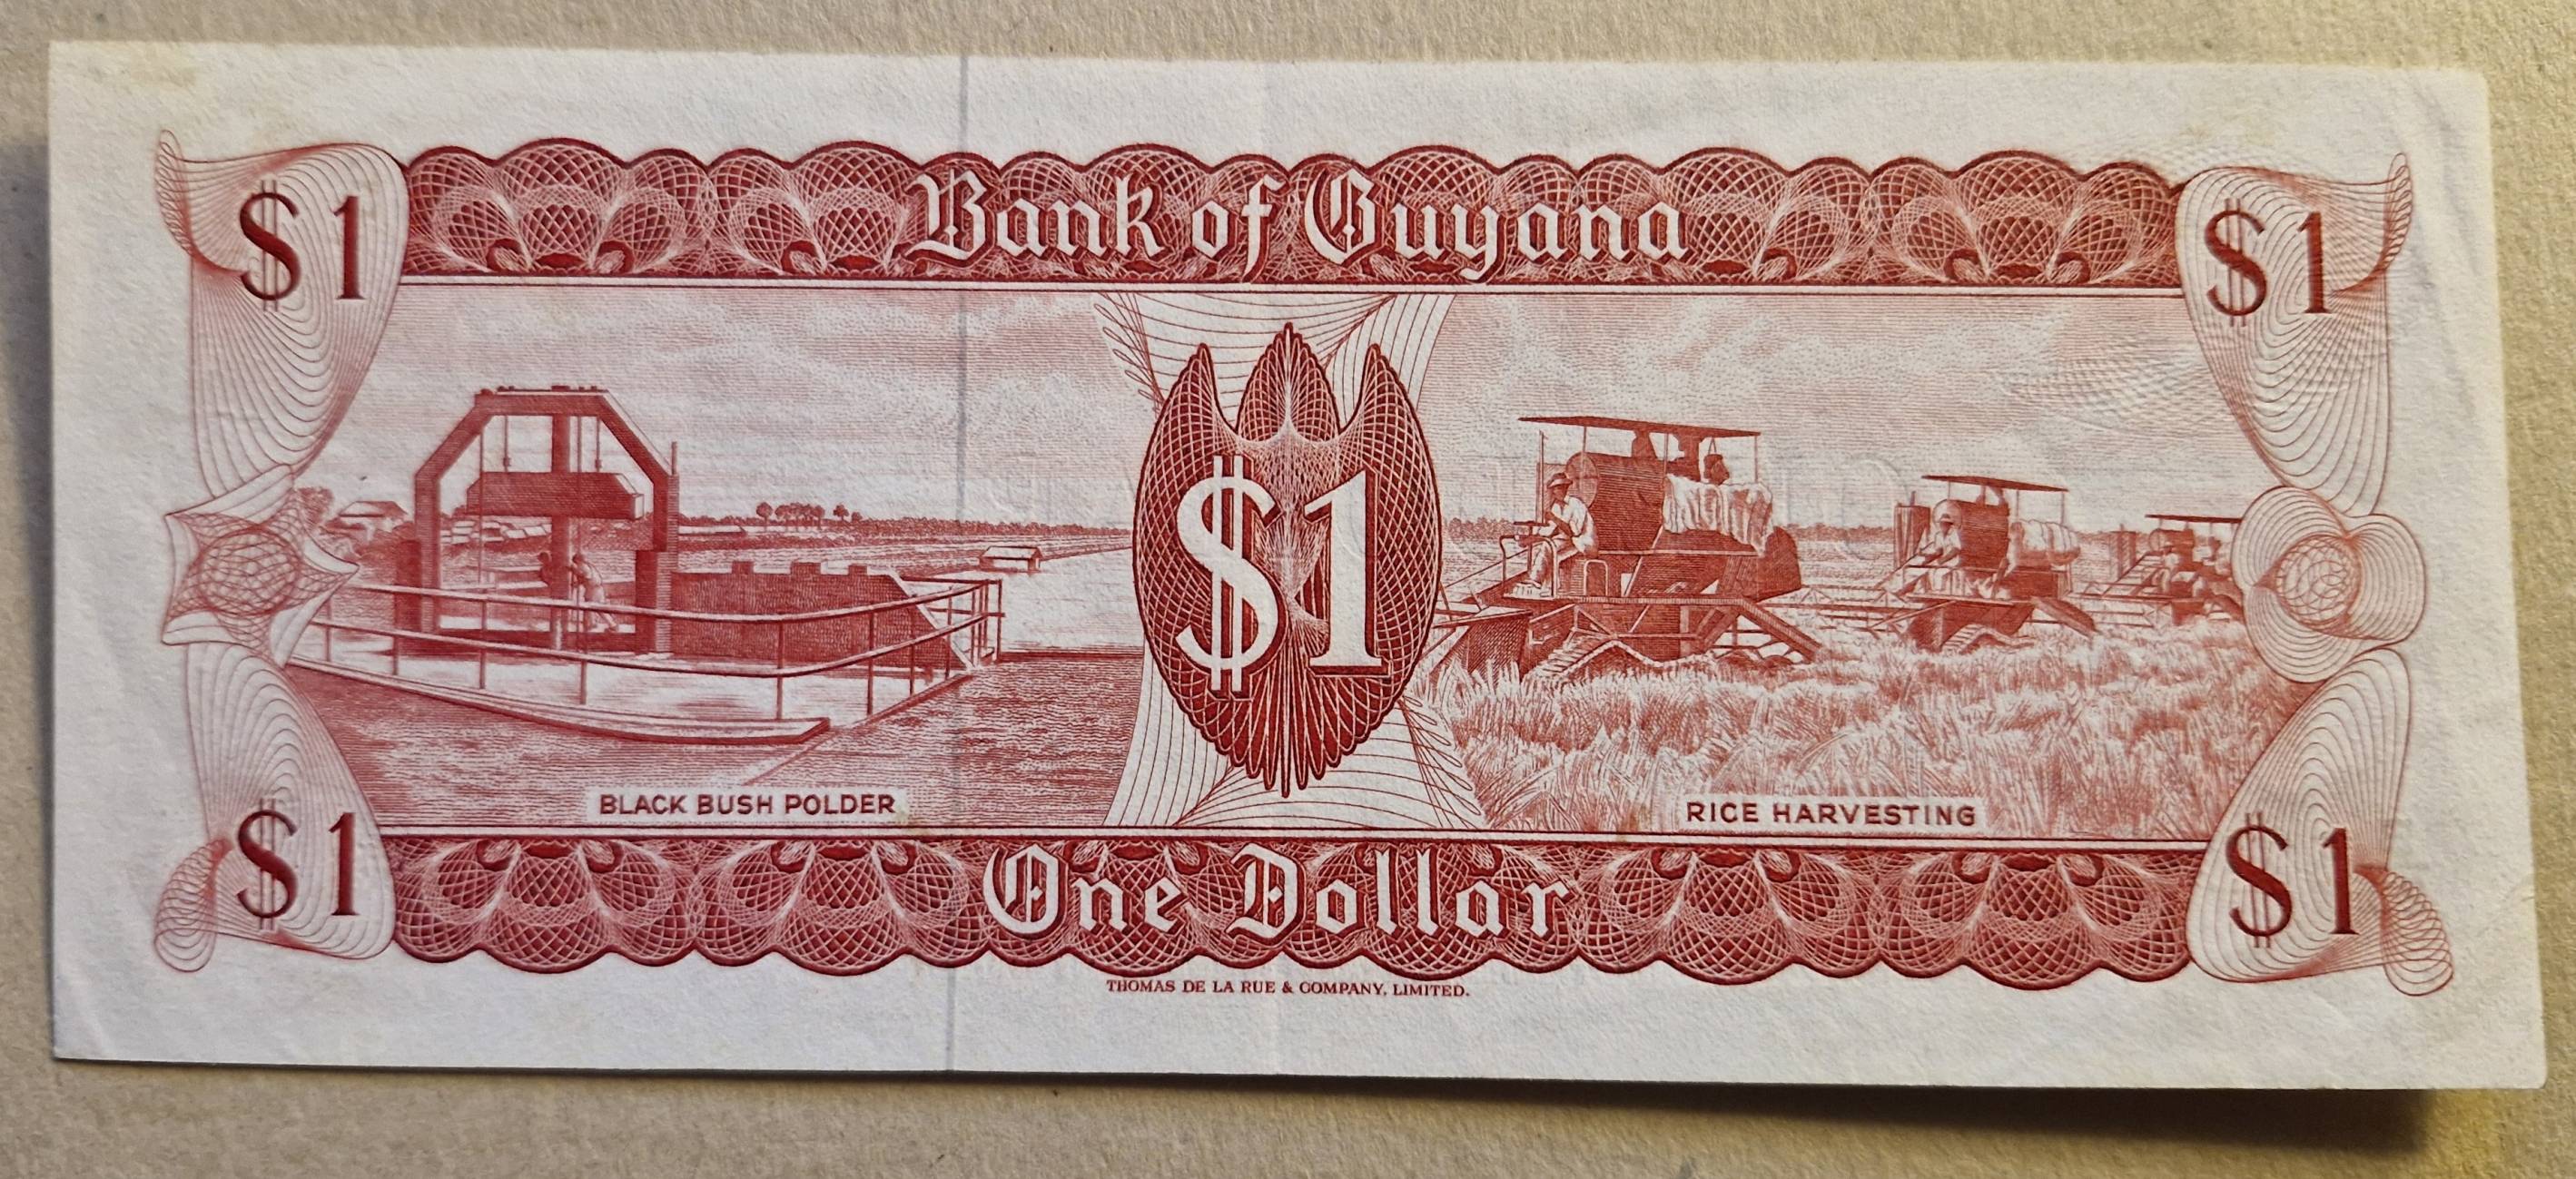 $1
Bank of Guyana
$1
$1
BLACK BUSH POLDER
RICE HARVESTING
$1
One Dollar
$1
THOMAS DE LA RUE & COMPANY, LIMITED.